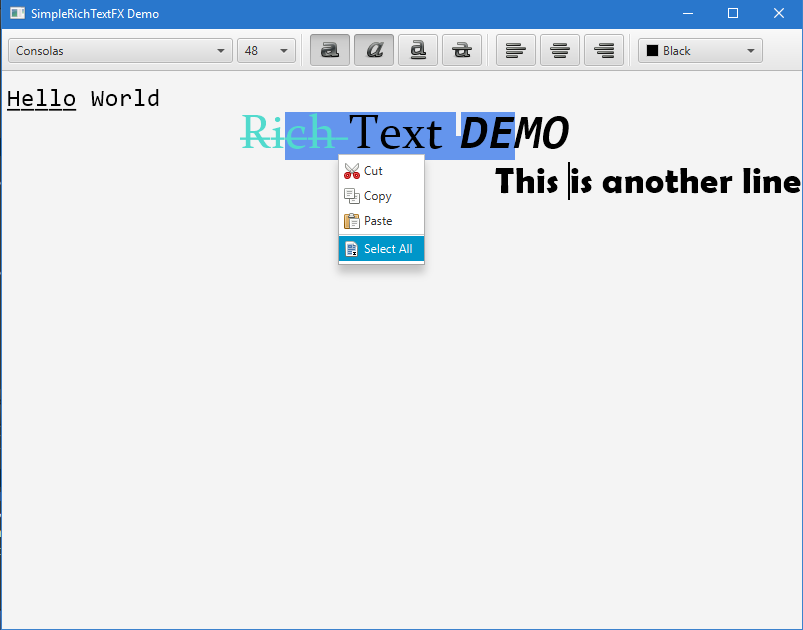 SimpleRichTextFX Demo
Consolas 48 a a a a Black
Hello World
Rich Text DEMO
This is another line
Cut
Copy
Paste
Select All